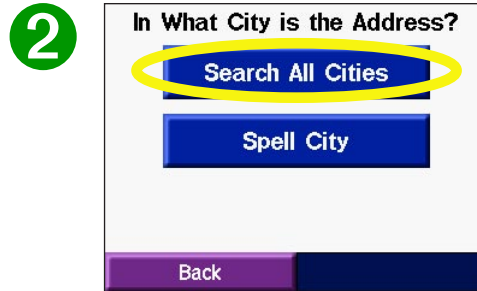 2
In What City is the Address?
Search All Cities
Spell City
Back